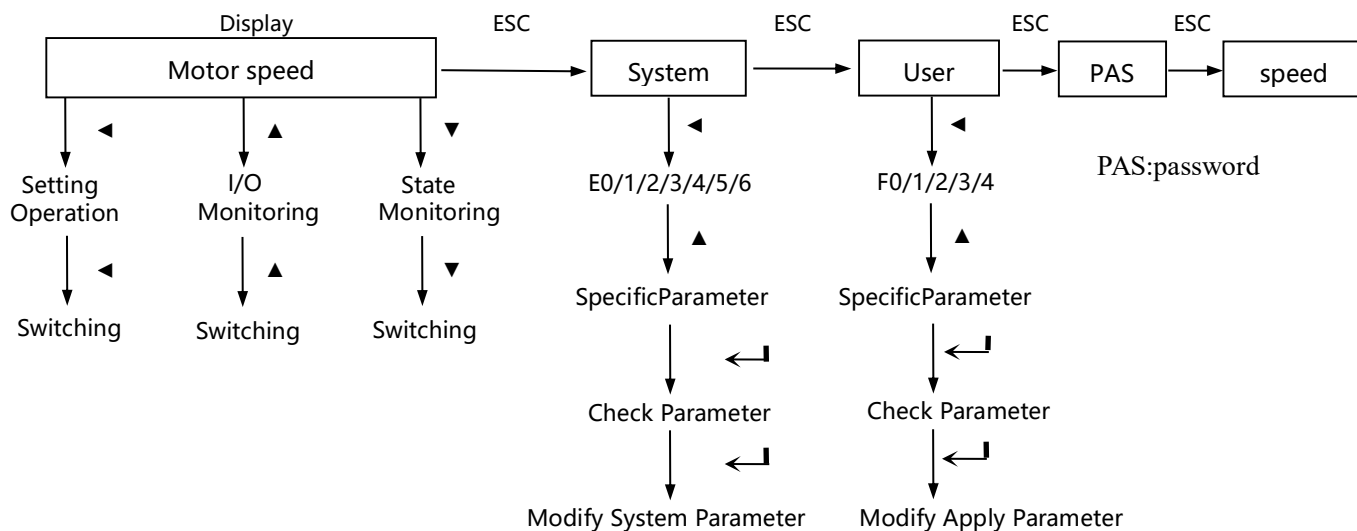 Display ESC ESC ESC ESC
Motor speed System User PAS speed
◄ ▲ ▼ ◄ ◄
PAS:password
Setting I/O State E0/1/2/3/4/5/6 F0/1/2/3/4
Operation Monitoring Monitoring
◄ ▲ ▼ ▲ ▲
SpecificParameter SpecificParameter
Switching Switching Switching
Check Parameter Check Parameter
Modify System Parameter Modify Apply Parameter